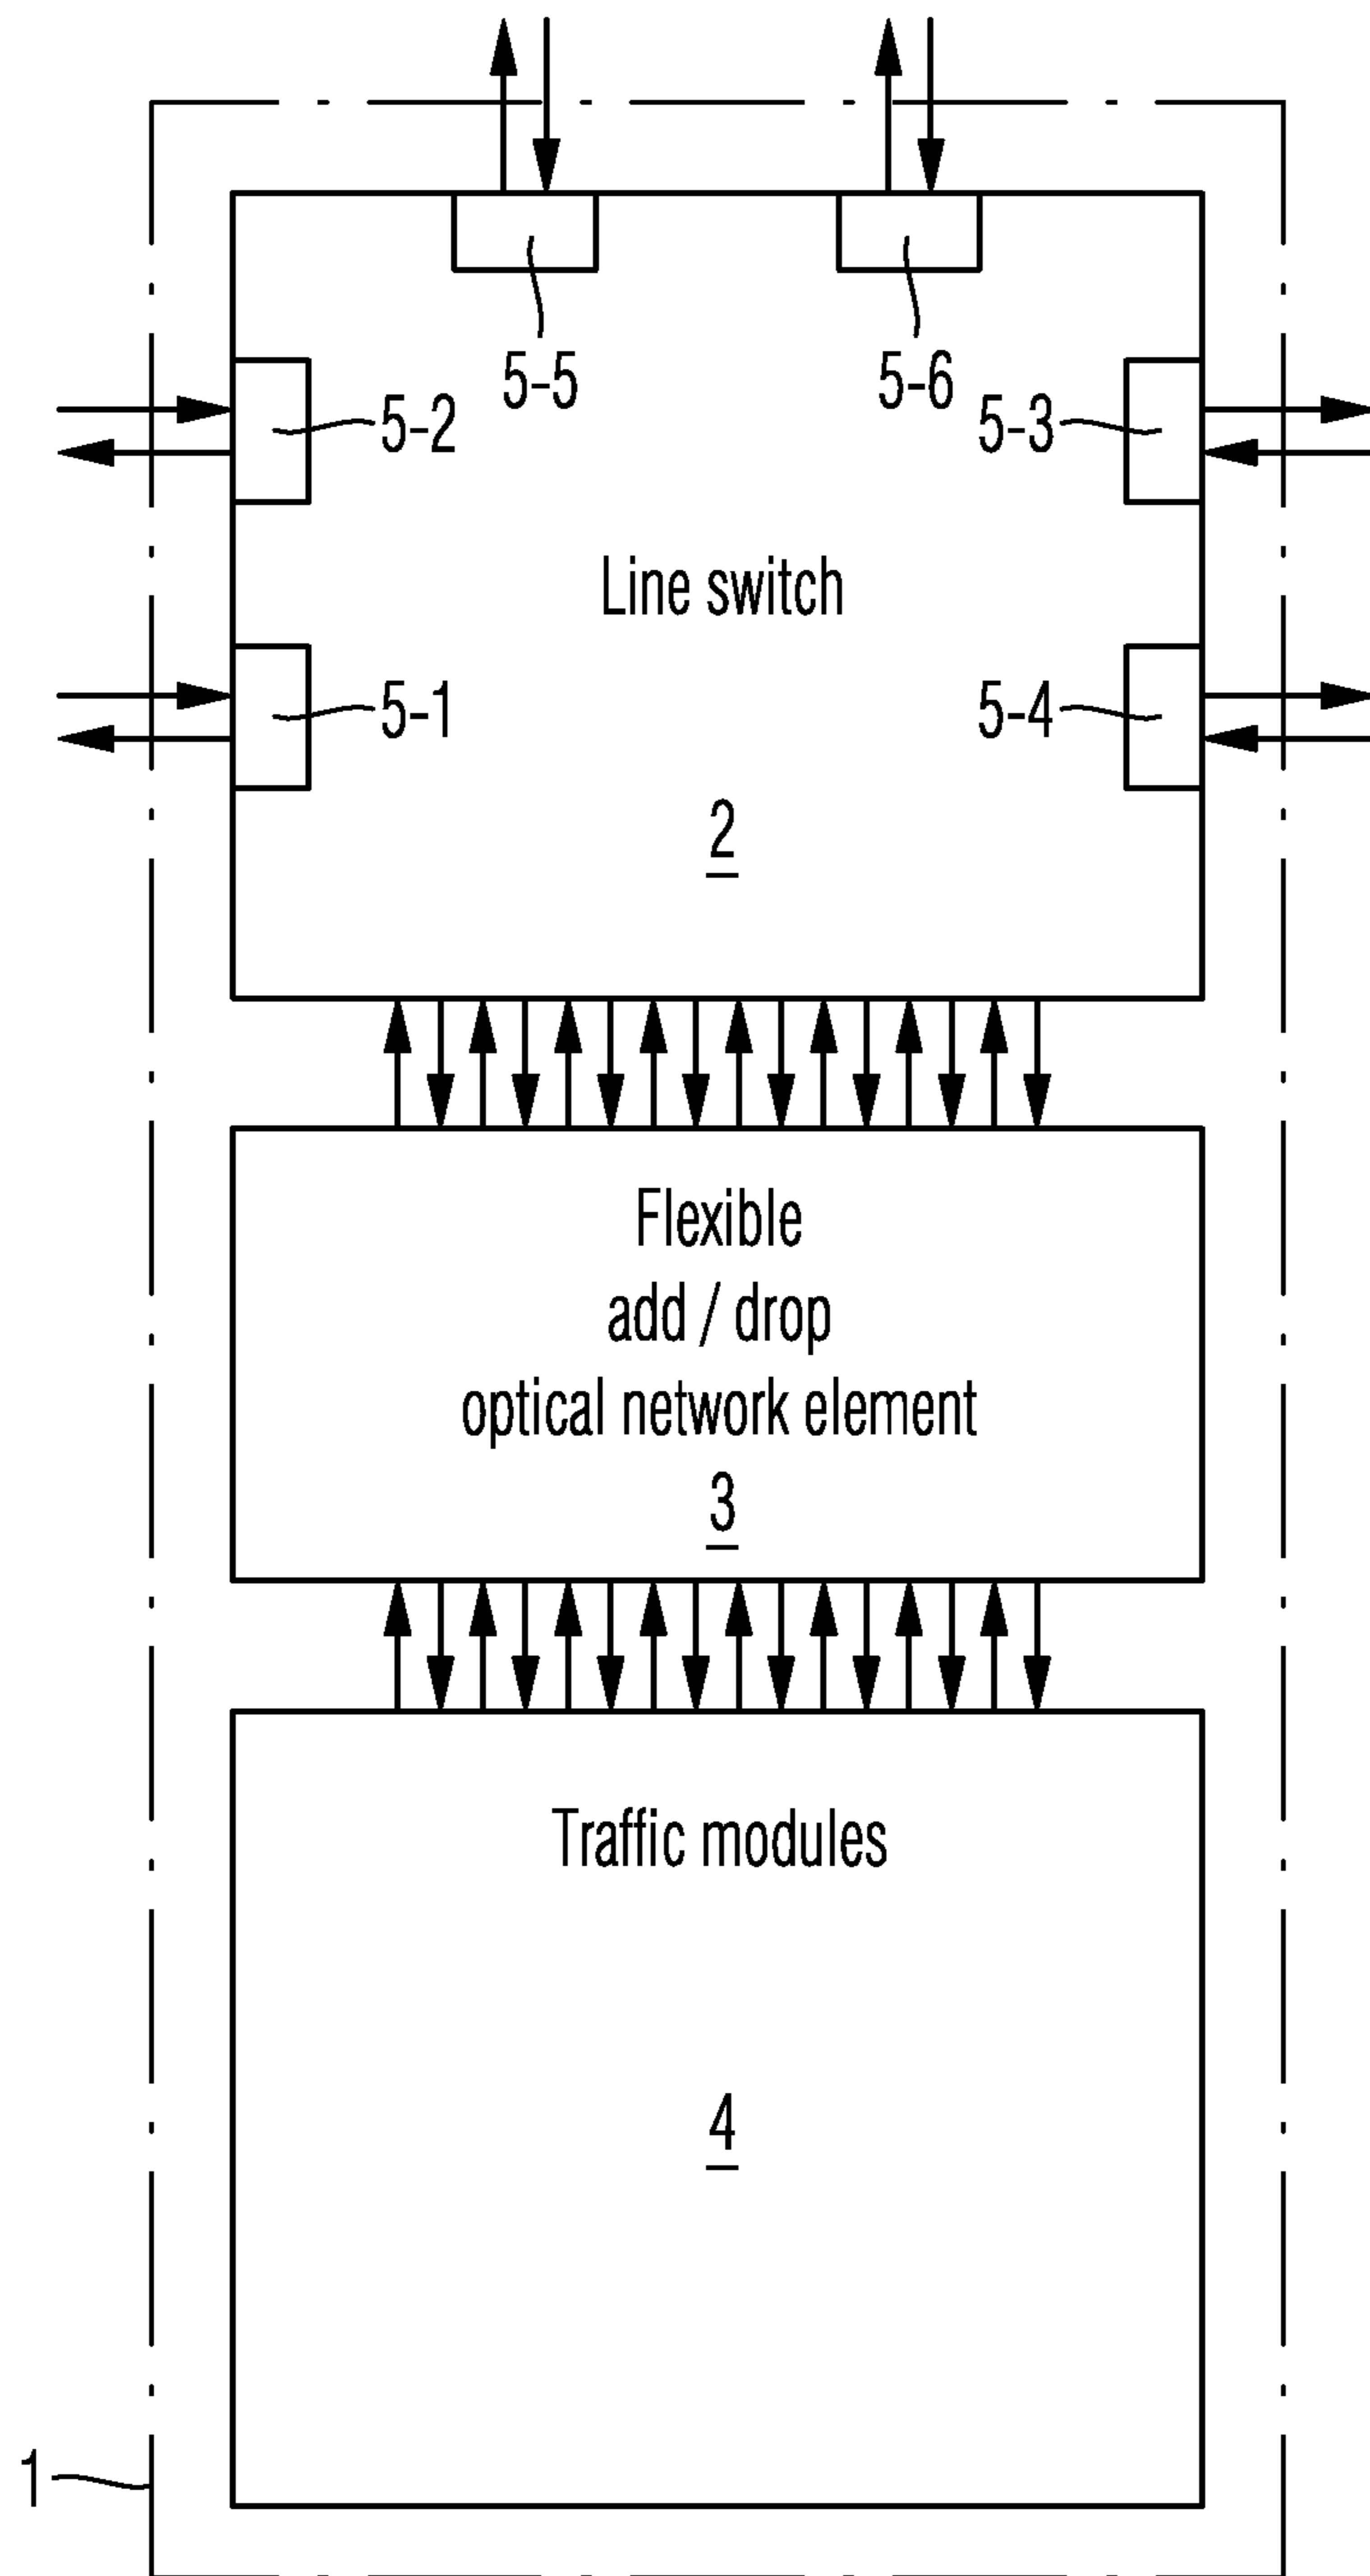 5-5
5-6
5-2
5-3
Line switch
5-1
5-4
2
Flexible
add / drop
optical network element
3
Traffic modules
4
1